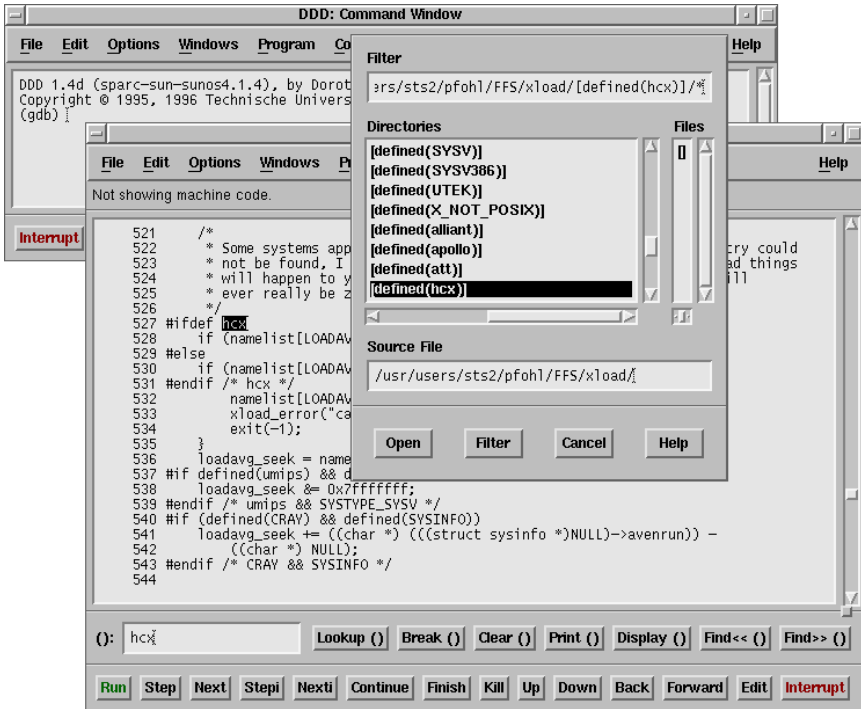 DDD: Command Window
File Edit Options Windows Program Co Help
DDD 1.4d (sparc-sun-sunos4.1.4), by Dorot
Copyright © 1995, 1996 Technische Univers
(gdb)
Interrupt
File Edit Options Windows P Help
Not showing machine code.
521 /*
522 * Some systems app try could
523 * not be found, I ad things
524 * will happen to y ill
525 * ever really be z
526 */
527 #ifdef hcx
528 if (namelist[LOADAV
529 #else
530 if (namelist[LOADAV
531 #endif /* hcx */
532 namelist[LOADAV
533 xload_error("ca
534 exit(-1);
535 }
536 loadavg_seek = name
537 #if defined(umips) && d
538 loadavg_seek &= 0x7fffffff;
539 #endif /* umips && SYSTYPE_SYSV */
540 #if (defined(CRAY) && defined(SYSINFO))
541 loadavg_seek += ((char *) (((struct sysinfo *)NULL)->avenrun)) -
542 ((char *) NULL);
543 #endif /* CRAY && SYSINFO */
544
(): hcx Lookup () Break () Clear () Print () Display () Find<< () Find>> ()
Run Step Next Stepi Nexti Continue Finish Kill Up Down Back Forward Edit Interrupt
Filter
ers/sts2/pfohl/FFS/xload/[defined(hcx)]/*
Directories Files
[defined(SYSV)] []
[defined(SYSV386)]
[defined(UTEK)]
[defined(X_NOT_POSIX)]
[defined(alliant)]
[defined(apollo)]
[defined(att)]
[defined(hcx)]
Source File
/usr/users/sts2/pfohl/FFS/xload/
Open Filter Cancel Help